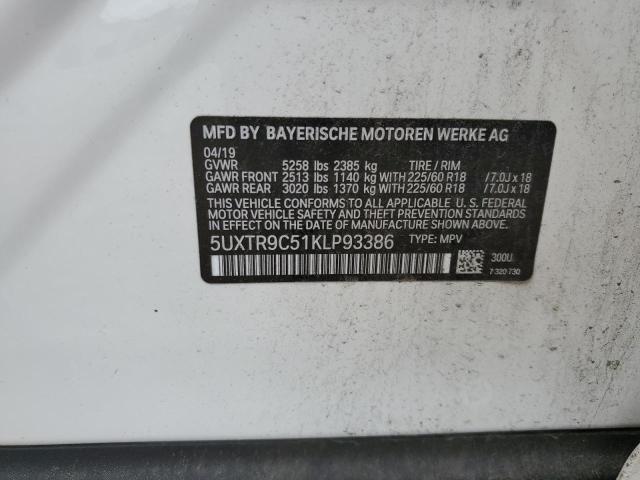 MFD BY BAYERISCHE MOTOREN WERKE AG
04/19
GVWR 5258 lbs 2385 kg TIRE / RIM
GAWR FRONT 2513 lbs 1140 kg WITH 225/60 R18 / 7.0J x 18
GAWR REAR 3020 lbs 1370 kg WITH 225/60 R18 / 7.0J x 18
THIS VEHICLE CONFORMS TO ALL APPLICABLE U. S. FEDERAL
MOTOR VEHICLE SAFETY AND THEFT PREVENTION STANDARDS
IN EFFECT ON THE DATE OF MANUFACTURE SHOWN ABOVE.
5UXTR9C51KLP93386 TYPE: MPV
300U
7 320 730